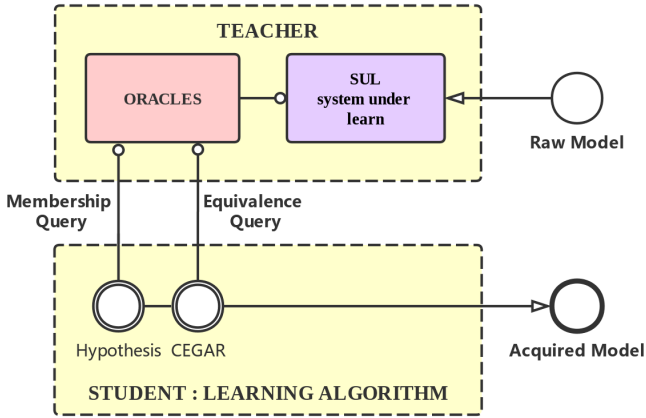 TEACHER
ORACLES
SUL
system under
learn
Raw Model
Membership
Query
Equivalence
Query
Hypothesis
CEGAR
Acquired Model
STUDENT : LEARNING ALGORITHM